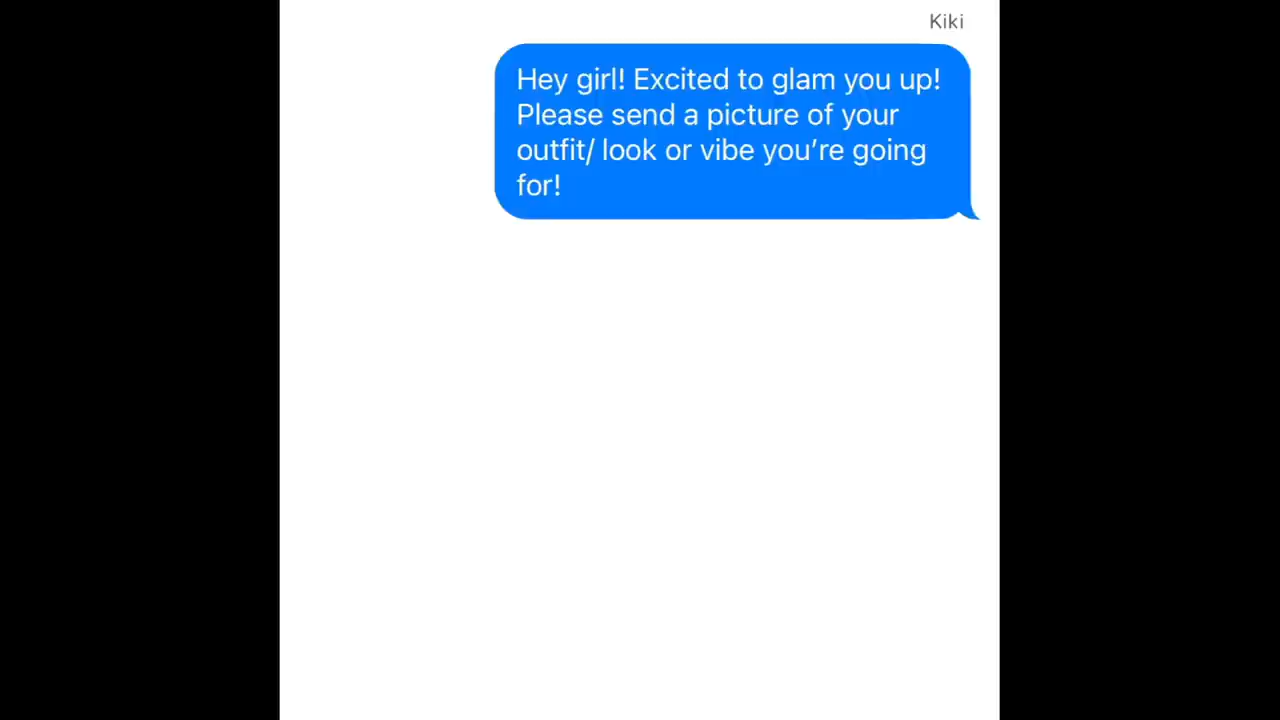 Kiki
Hey girl! Excited to glam you up!
Please send a picture of your
outfit/ look or vibe you’re going
for!